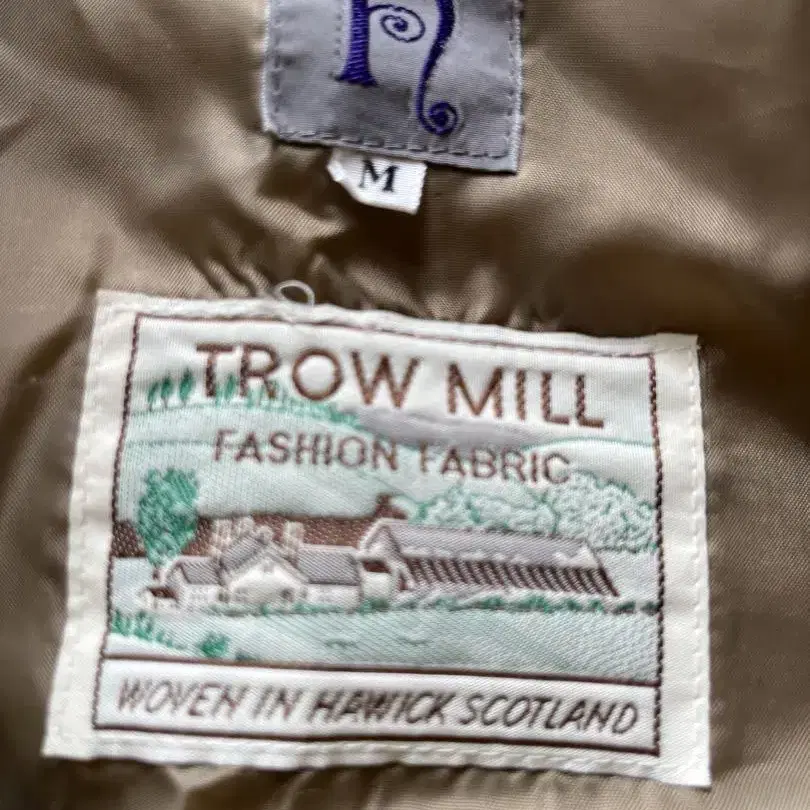 M
TROW MILL
FASHION FABRIC
WOVEN IN HAWICK SCOTLAND